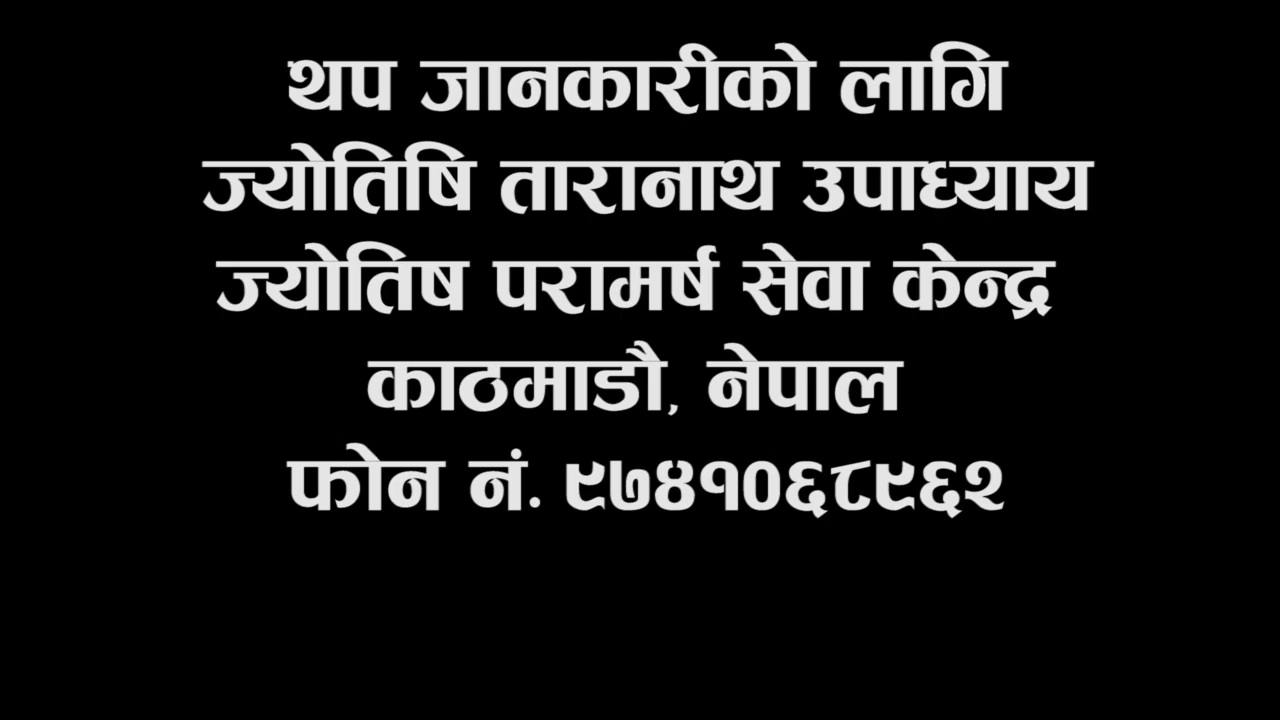 थप जानकारीको लागि
ज्योतिषि तारानाथ उपाध्याय
ज्योतिष परामर्ष सेवा केन्द्र
काठमाडौ, नेपाल
फोन नं. ९७४१०६८९६२